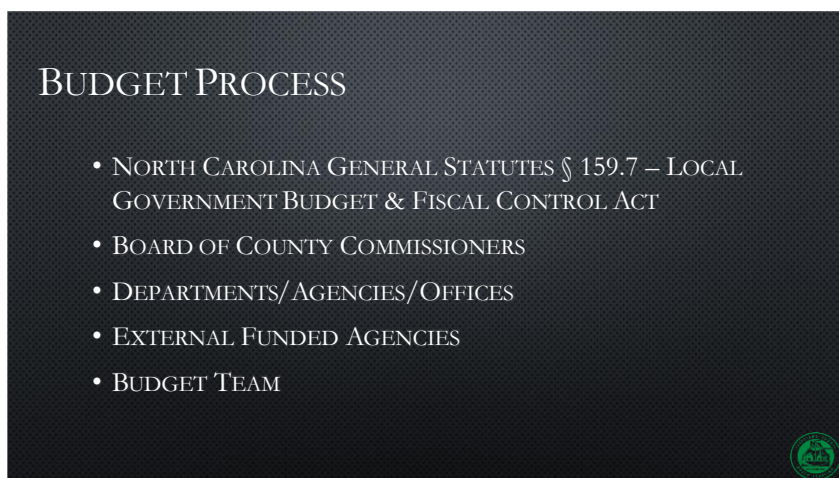 BUDGET PROCESS
• NORTH CAROLINA GENERAL STATUTES § 159.7 – LOCAL
GOVERNMENT BUDGET & FISCAL CONTROL ACT
• BOARD OF COUNTY COMMISSIONERS
• DEPARTMENTS/AGENCIES/OFFICES
• EXTERNAL FUNDED AGENCIES
• BUDGET TEAM